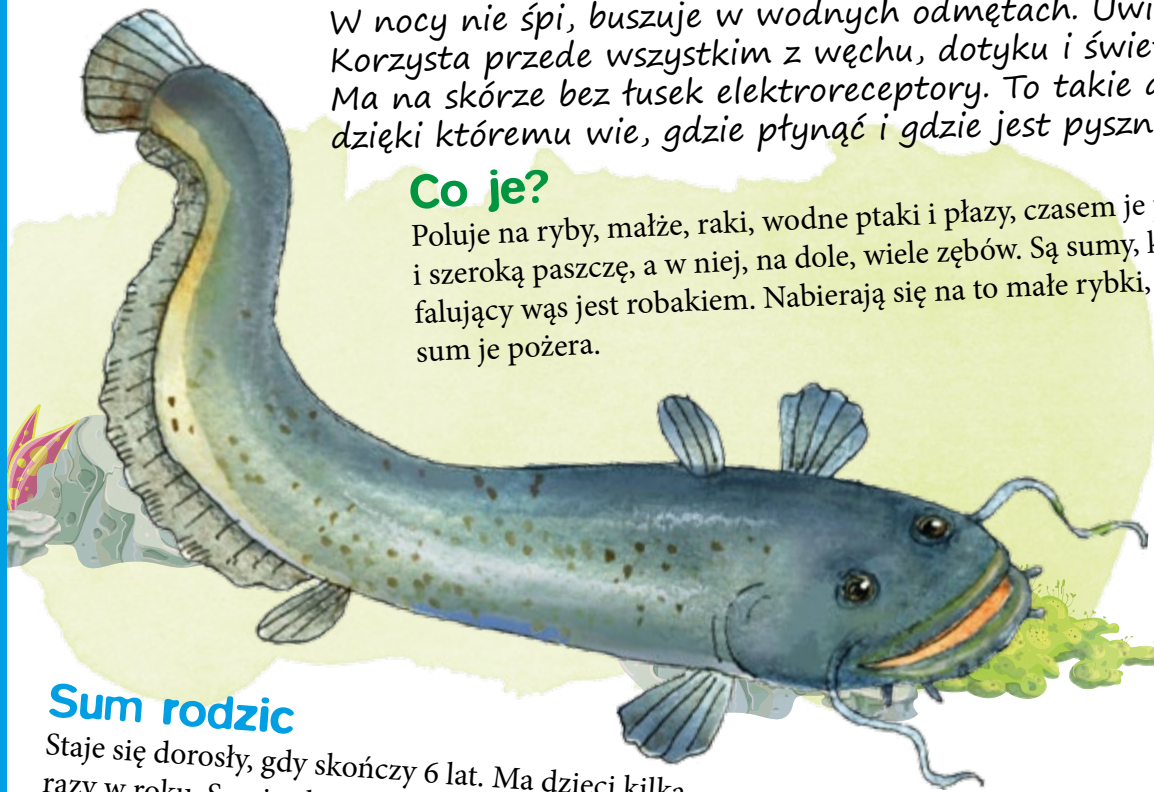 W nocy nie śpi, buszuje w wodnych odmętach.
Korzysta przede wszystkim z węchu, dotyku i
Ma na skórze bez łusek elektroreceptory. To takie
dzięki któremu wie, gdzie płynąć i gdzie jest
Co je?
Poluje na ryby, małże, raki, wodne ptaki i płazy, czasem je
i szeroką paszczę, a w niej, na dole, wiele zębów. Są sumy,
falujący wąs jest robakiem. Nabierają się na to małe rybki,
sum je pożera.
Sum rodzic
Staje się dorosły, gdy skończy 6 lat. Ma dzieci kilka
razy w roku.